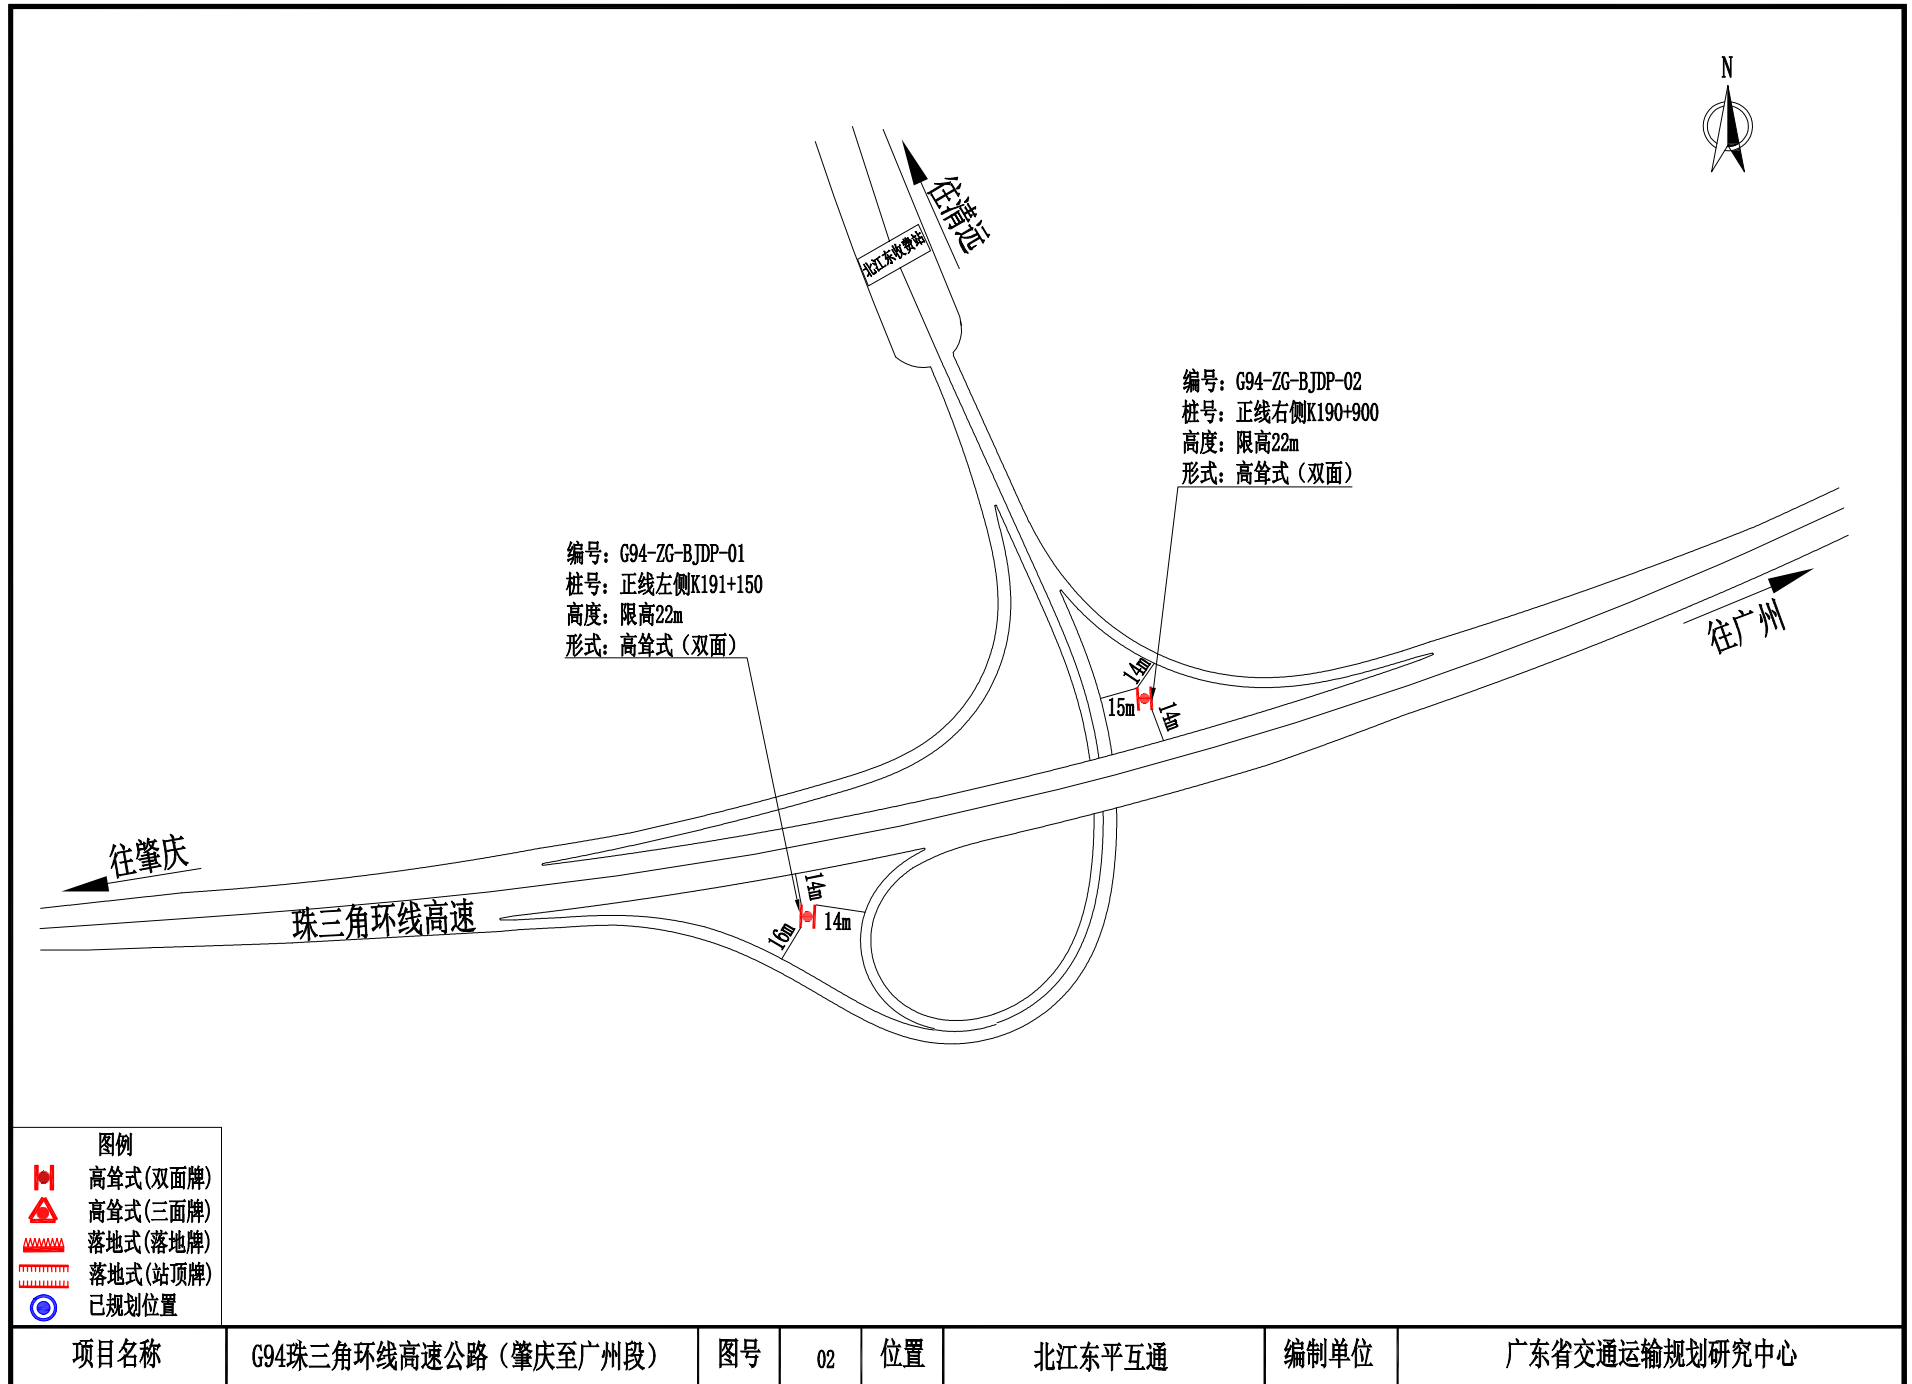 N
往清远
北江东收费站
编号：G94-ZG-BJDP-02
桩号：正线右侧K190+900
高度：限高22m
形式：高耸式（双面）
编号：G94-ZG-BJDP-01
桩号：正线左侧K191+150
高度：限高22m
形式：高耸式（双面）
往广州
14m
15m
14m
往肇庆
珠三角环线高速
14m
14m
16m
图例
高耸式(双面牌)
高耸式(三面牌)
落地式(落地牌)
落地式(站顶牌)
已规划位置
项目名称 G94珠三角环线高速公路（肇庆至广州段） 图号 02 位置 北江东平互通 编制单位 广东省交通运输规划研究中心